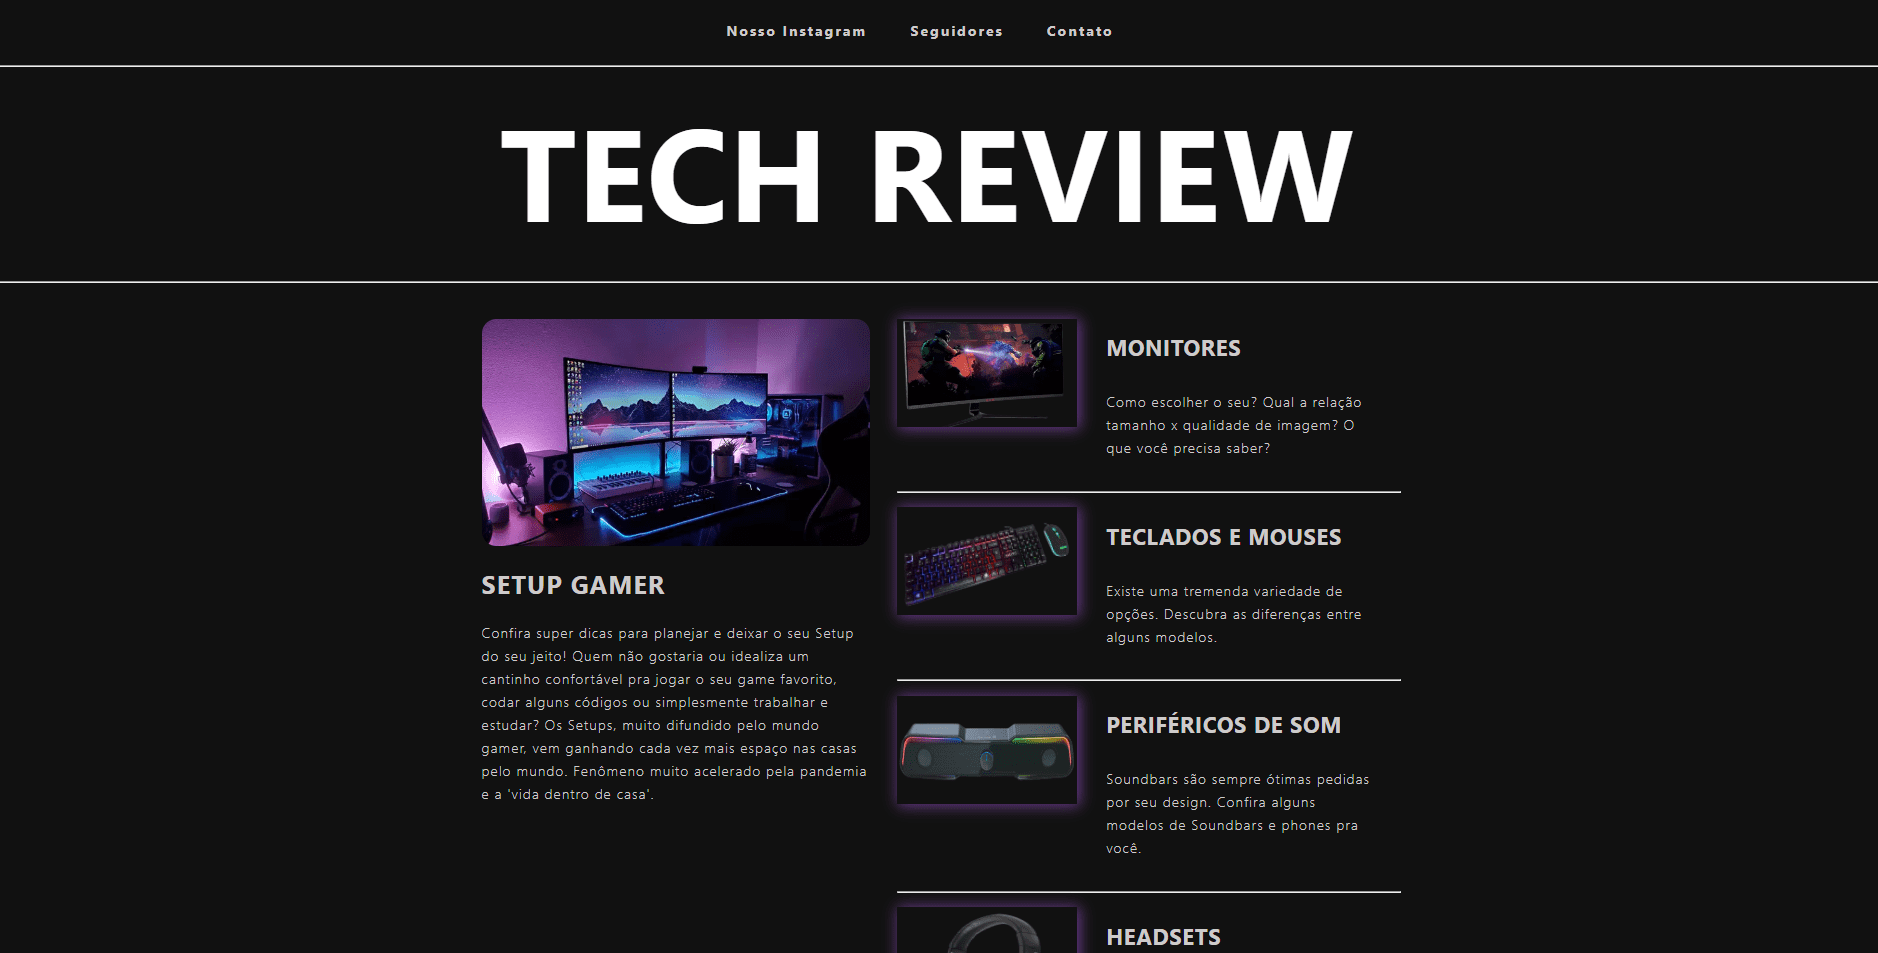 Nosso Instagram Seguidores Contato
TECH REVIEW
SETUP GAMER
Confira super dicas para planejar e deixar o seu Setup
do seu jeito! Quem não gostaria ou idealiza um
cantinho confortável pra jogar o seu game favorito,
codar alguns códigos ou simplesmente trabalhar e
estudar? Os Setups, muito difundido pelo mundo
gamer, vem ganhando cada vez mais espaço nas casas
pelo mundo. Fenômeno muito acelerado pela pandemia
e a 'vida dentro de casa'.
MONITORES
Como escolher o seu? Qual a relação
tamanho x qualidade de imagem? O
que você precisa saber?
TECLADOS E MOUSES
Existe uma tremenda variedade de
opções. Descubra as diferenças entre
alguns modelos.
PERIFÉRICOS DE SOM
Soundbars são sempre ótimas pedidas
por seu design. Confira alguns
modelos de Soundbars e phones pra
você.
HEADSETS